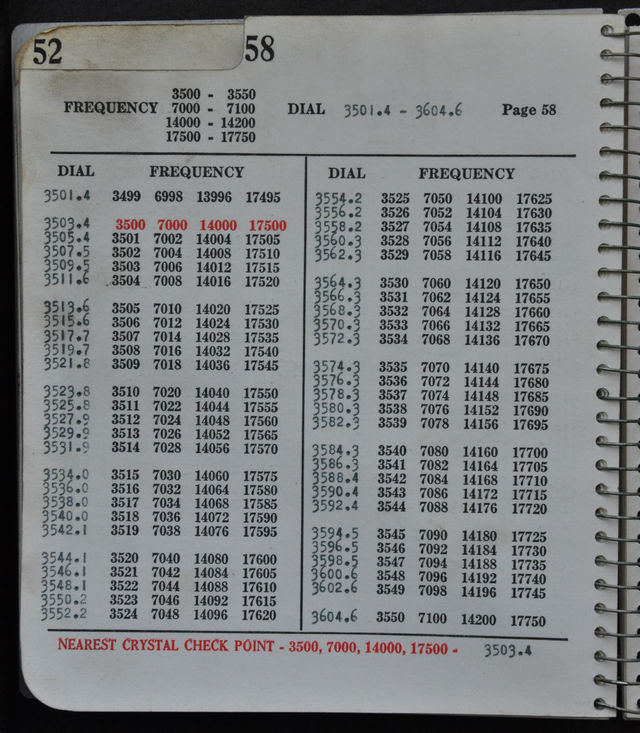 52
58
FREQUENCY
3500 - 3550
7000 - 7100
14000 - 14200
17500 - 17750
DIAL 3501.4 - 3604.6 Page 58
DIAL FREQUENCY
3501.4 3499 6998 13996 17495
3503.4 3500 7000 14000 17500
3505.4 3501 7002 14004 17505
3507.5 3502 7004 14008 17510
3509.5 3503 7006 14012 17515
3511.6 3504 7008 14016 17520
3513.6 3505 7010 14020 17525
3515.6 3506 7012 14024 17530
3517.7 3507 7014 14028 17535
3519.7 3508 7016 14032 17540
3521.8 3509 7018 14036 17545
3523.8 3510 7020 14040 17550
3525.8 3511 7022 14044 17555
3527.9 3512 7024 14048 17560
3529.9 3513 7026 14052 17565
3531.9 3514 7028 14056 17570
3534.0 3515 7030 14060 17575
3536.0 3516 7032 14064 17580
3538.0 3517 7034 14068 17585
3540.0 3518 7036 14072 17590
3542.1 3519 7038 14076 17595
3544.1 3520 7040 14080 17600
3546.1 3521 7042 14084 17605
3548.1 3522 7044 14088 17610
3550.2 3523 7046 14092 17615
3552.2 3524 7048 14096 17620
DIAL FREQUENCY
3554.2 3525 7050 14100 17625
3556.2 3526 7052 14104 17630
3558.2 3527 7054 14108 17635
3560.3 3528 7056 14112 17640
3562.3 3529 7058 14116 17645
3564.3 3530 7060 14120 17650
3566.3 3531 7062 14124 17655
3568.3 3532 7064 14128 17660
3570.3 3533 7066 14132 17665
3572.3 3534 7068 14136 17670
3574.3 3535 7070 14140 17675
3576.3 3536 7072 14144 17680
3578.3 3537 7074 14148 17685
3580.3 3538 7076 14152 17690
3582.3 3539 7078 14156 17695
3584.3 3540 7080 14160 17700
3586.3 3541 7082 14164 17705
3588.4 3542 7084 14168 17710
3590.4 3543 7086 14172 17715
3592.4 3544 7088 14176 17720
3594.5 3545 7090 14180 17725
3596.5 3546 7092 14184 17730
3598.5 3547 7094 14188 17735
3600.6 3548 7096 14192 17740
3602.6 3549 7098 14196 17745
3604.6 3550 7100 14200 17750
NEAREST CRYSTAL CHECK POINT - 3500, 7000, 14000, 17500 - 3503.4